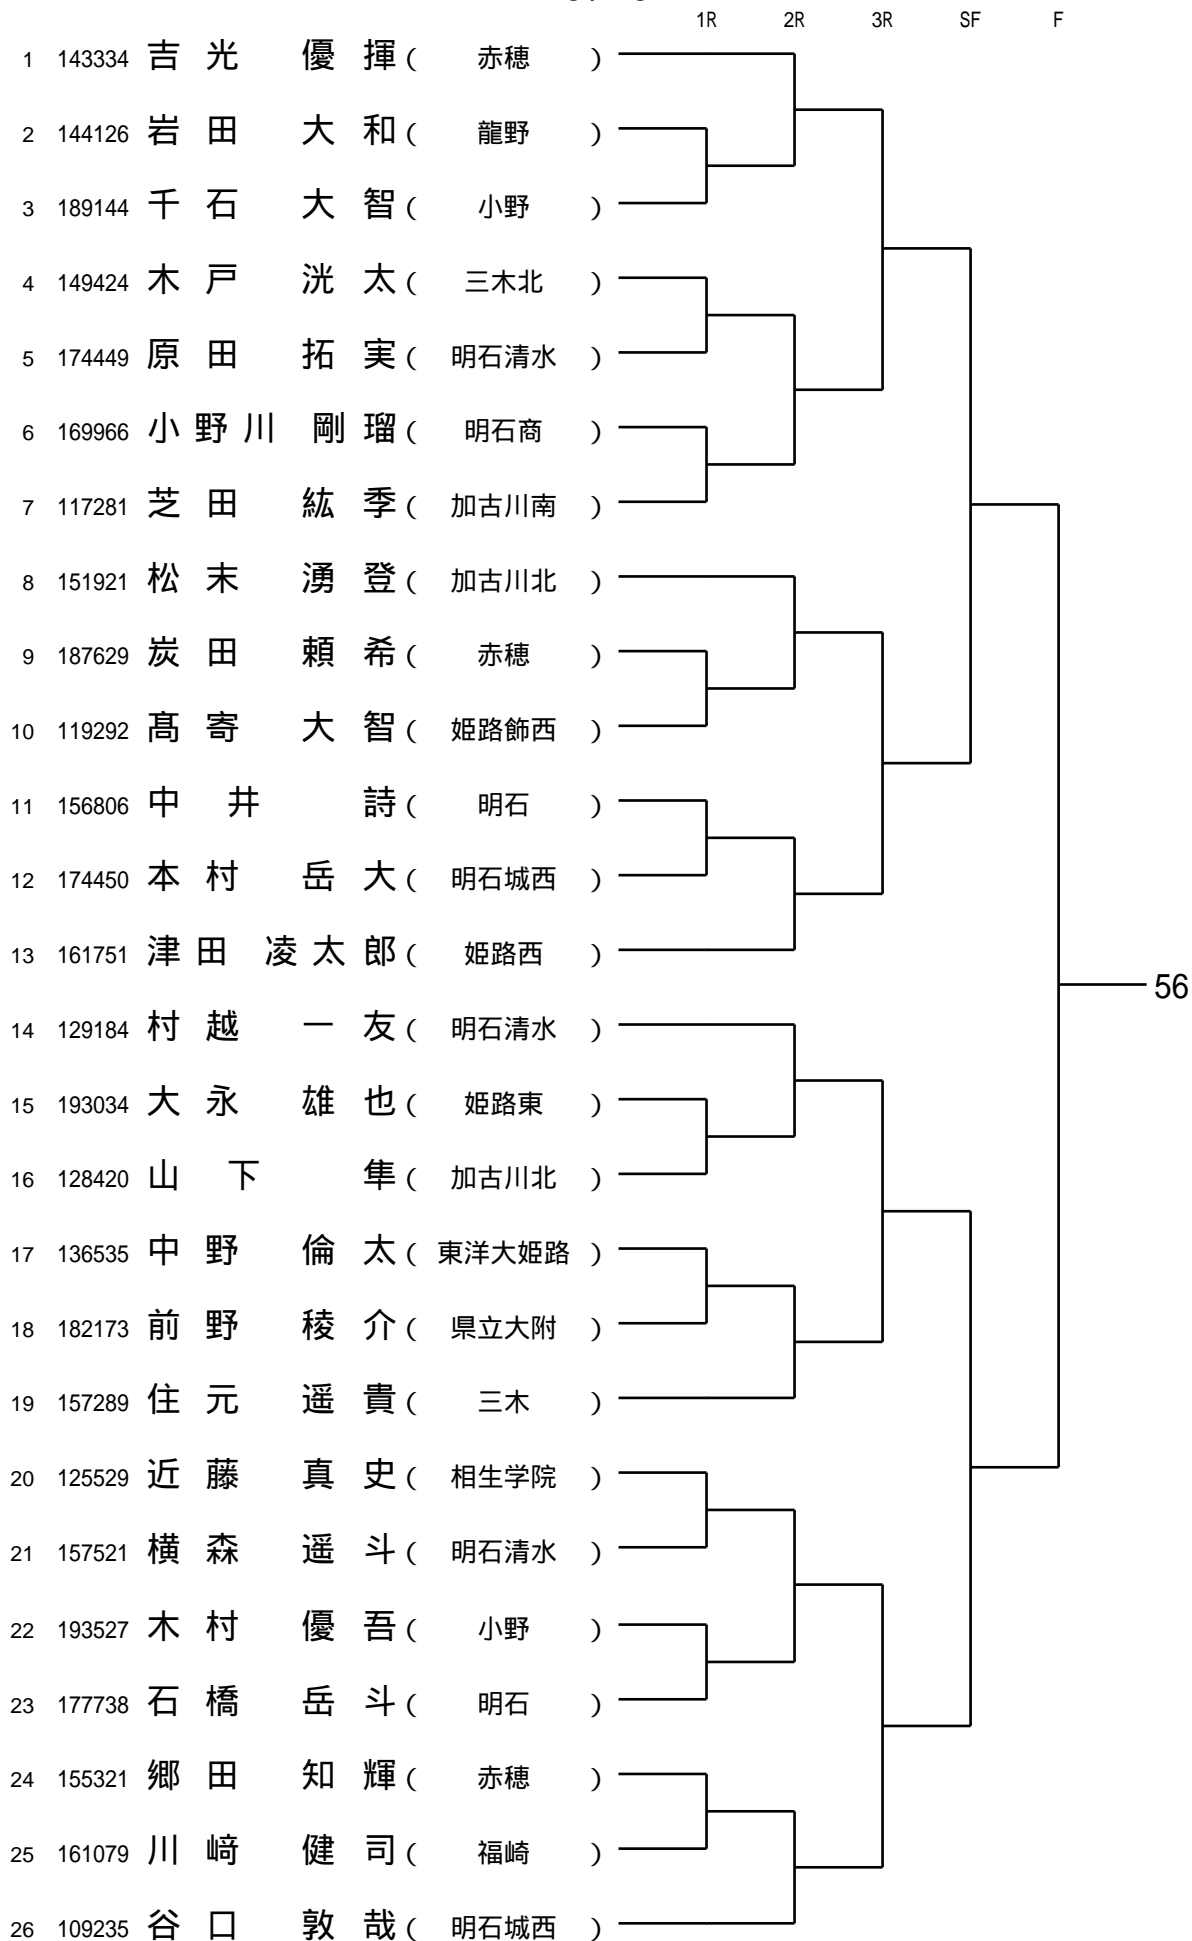 1R 2R 3R SF F
1 143334 吉光 優揮 ( 赤穂 )
2 144126 岩田 大和 ( 龍野 )
3 189144 千石 大智 ( 小野 )
4 149424 木戸 洸太 ( 三木北 )
5 174449 原田 拓実 ( 明石清水 )
6 169966 小野川 剛瑠 ( 明石商 )
7 117281 芝田 紘季 ( 加古川南 )
8 151921 松末 湧登 ( 加古川北 )
9 187629 炭田 頼希 ( 赤穂 )
10 119292 髙寄 大智 ( 姫路飾西 )
11 156806 中井 詩 ( 明石 )
12 174450 本村 岳大 ( 明石城西 )
13 161751 津田 凌太郎 ( 姫路西 )
56
14 129184 村越 一友 ( 明石清水 )
15 193034 大永 雄也 ( 姫路東 )
16 128420 山下 隼 ( 加古川北 )
17 136535 中野 倫太 ( 東洋大姫路 )
18 182173 前野 稜介 ( 県立大附 )
19 157289 住元 遥貴 ( 三木 )
20 125529 近藤 真史 ( 相生学院 )
21 157521 横森 遥斗 ( 明石清水 )
22 193527 木村 優吾 ( 小野 )
23 177738 石橋 岳斗 ( 明石 )
24 155321 郷田 知輝 ( 赤穂 )
25 161079 川﨑 健司 ( 福崎 )
26 109235 谷口 敦哉 ( 明石城西 )